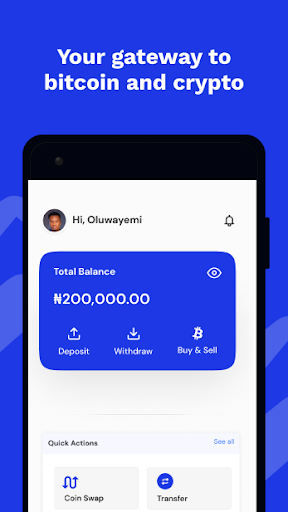 Your gateway to
bitcoin and crypto
Hi, Oluwayemi
Total Balance
₦200,000.00
Deposit Withdraw Buy & Sell
Quick Actions See all
Coin Swap Transfer